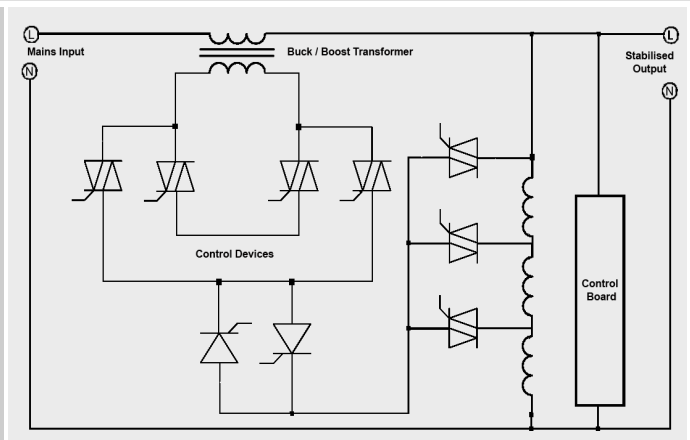 L
Mains Input
N
Buck / Boost Transformer
L
Stabilised
Output
N
Control Devices
Control
Board